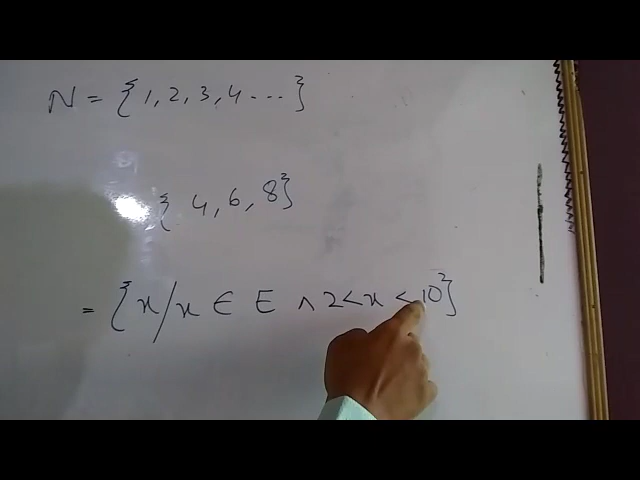 N = {1, 2, 3, 4 ...}
{4, 6, 8}
= {x/x ∈ E ∧ 2 < x < 10}